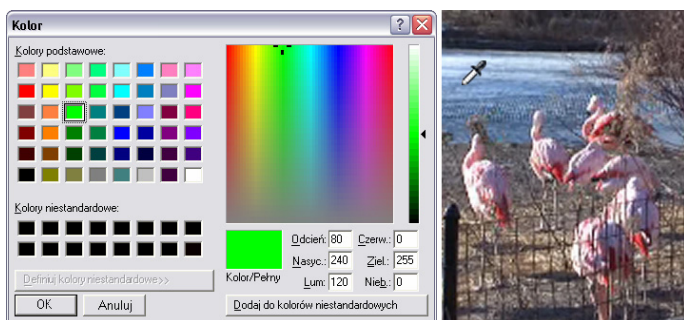 Kolor
Kolory podstawowe:
Kolory niestandardowe:
Definiuj kolory niestandardowe>>
OK
Anuluj
Kolor/Pełny
Odcień: 80
Czerw.: 0
Nasyc.: 240
Ziel.: 255
Lum: 120
Nieb.: 0
Dodaj do kolorów niestandardowych